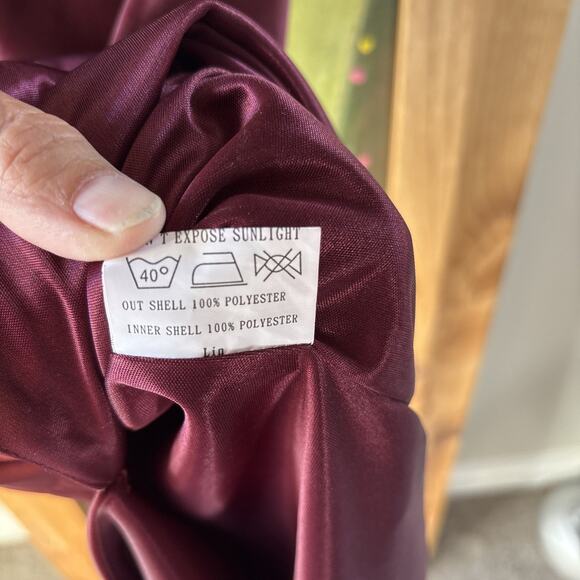 EXPOSE SUNLIGHT
40°
OUT SHELL 100% POLYESTER
INNER SHELL 100% POLYESTER